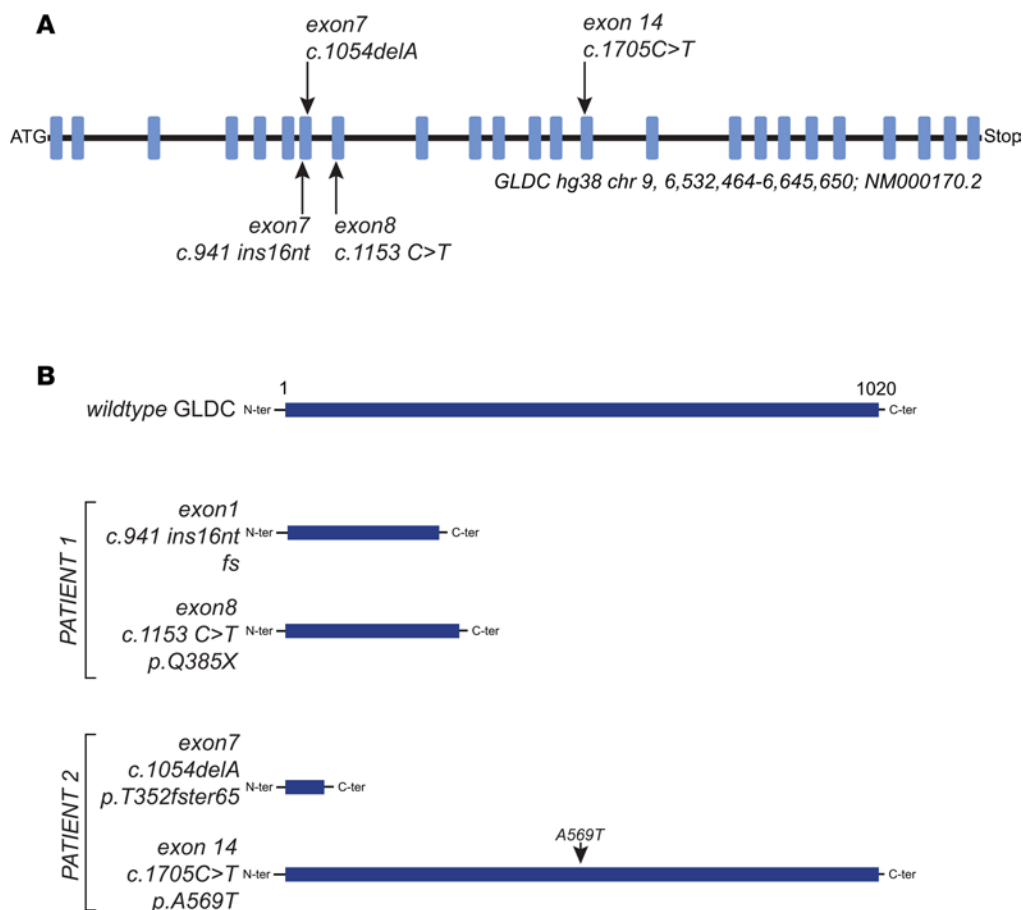 A
exon7
c.1054delA
exon 14
c.1705C>T
ATG
Stop
GLDC hg38 chr 9, 6,532,464-6,645,650; NM000170.2
exon7
c.941 ins16nt
exon8
c.1153 C>T
B
1
1020
wildtype GLDC N-ter C-ter
PATIENT 1
exon1
c.941 ins16nt N-ter C-ter
fs
exon8
c.1153 C>T N-ter C-ter
p.Q385X
PATIENT 2
exon7
c.1054delA
p.T352fster65 N-ter C-ter
A569T
exon 14
c.1705C>T N-ter C-ter
p.A569T